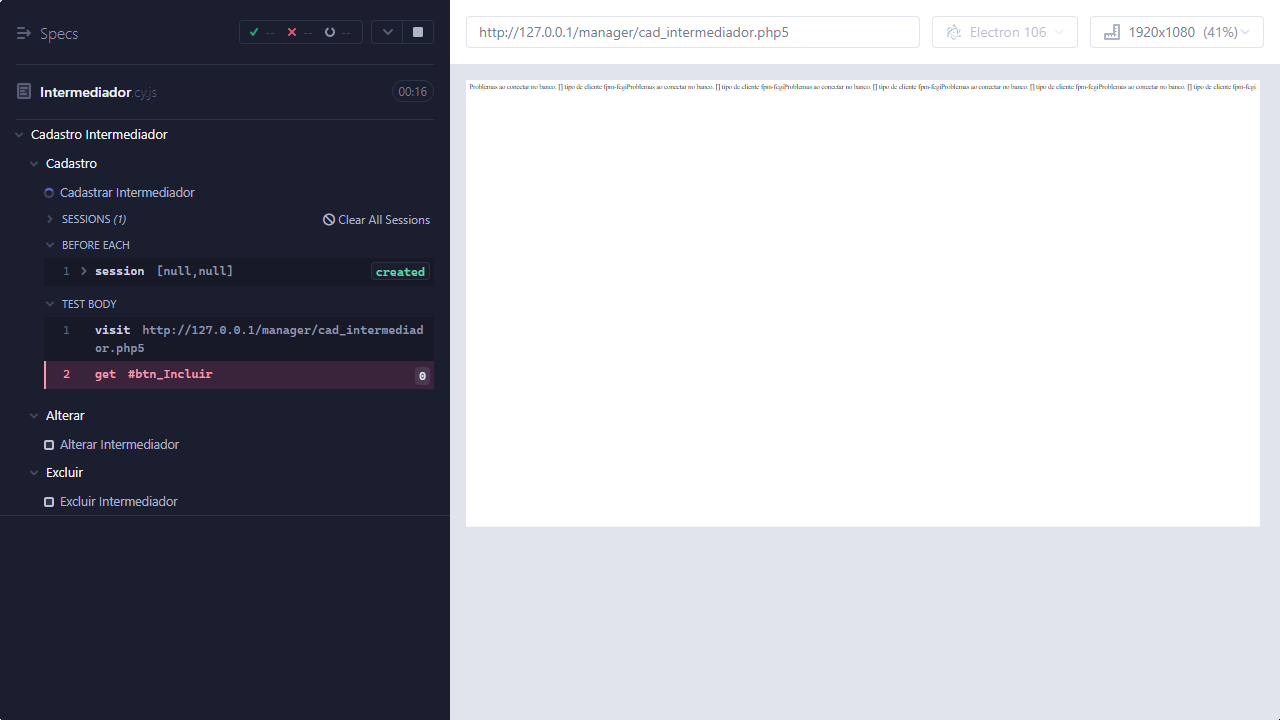 Specs
-- -- --
Intermediador.cy.js 00:16
Cadastro Intermediador
Cadastro
Cadastrar Intermediador
SESSIONS (1) Clear All Sessions
BEFORE EACH
1 session [null,null] created
TEST BODY
1 visit http://127.0.0.1/manager/cad_intermediad
or.php5
2 get #btn_Incluir 0
Alterar
Alterar Intermediador
Excluir
Excluir Intermediador
http://127.0.0.1/manager/cad_intermediador.php5 Electron 106 1920x1080 (41%)
Problemas ao conectar no banco. [] tipo de cliente fpm-fcgiProblemas ao conectar no banco. [] tipo de cliente fpm-fcgiProblemas ao conectar no banco. [] tipo de cliente fpm-fcgiProblemas ao conectar no banco. [] tipo de cliente fpm-fcgiProblemas ao conectar no banco. [] tipo de cliente fpm-fcgi